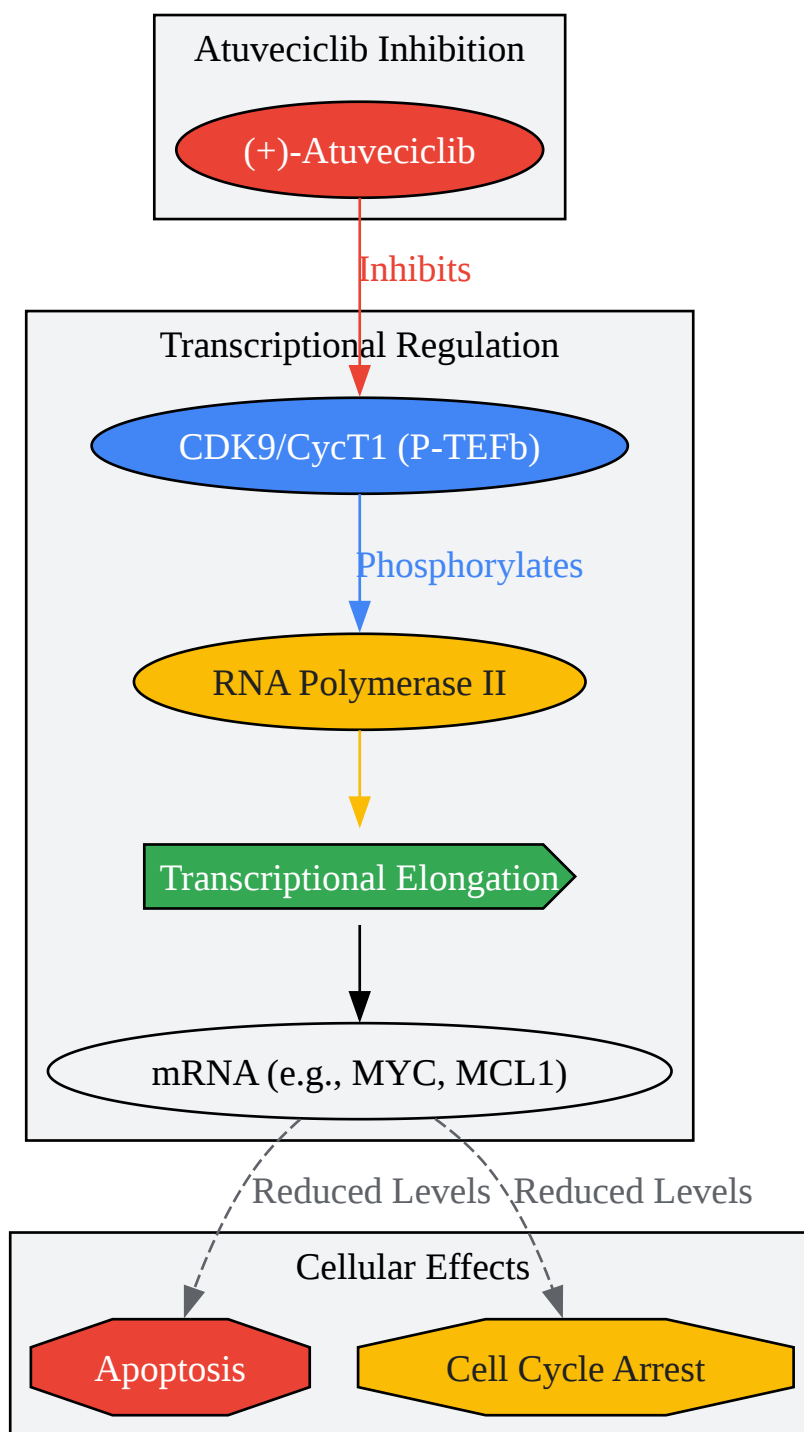 Atuveciclib Inhibition
(+)-Atuveciclib
Inhibits
Transcriptional Regulation
CDK9/CycT1 (P-TEFb)
Phosphorylates
RNA Polymerase II
Transcriptional Elongation
mRNA (e.g., MYC, MCL1)
Reduced Levels
Reduced Levels
Cellular Effects
Apoptosis
Cell Cycle Arrest